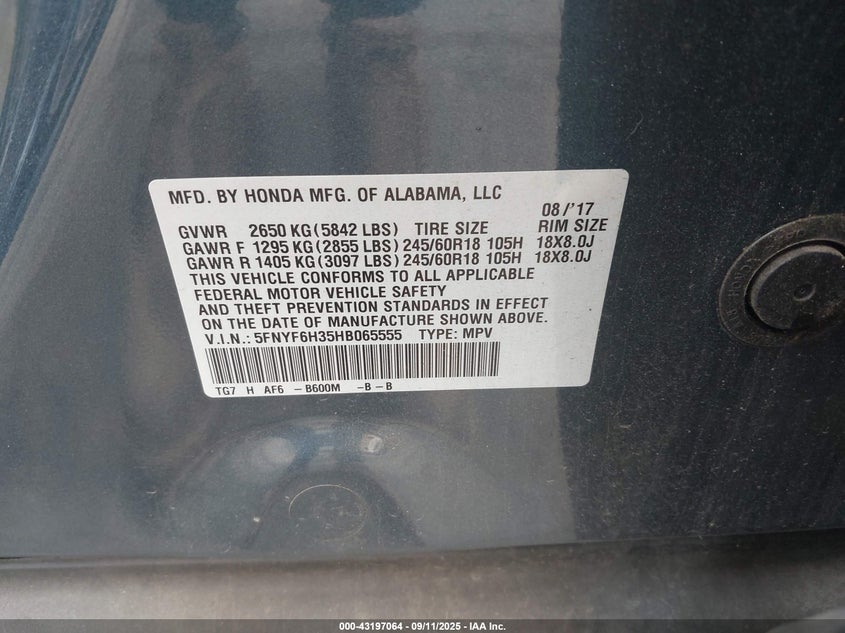 MFD. BY HONDA MFG. OF ALABAMA, LLC
08/'17
GVWR 2650 KG (5842 LBS) TIRE SIZE RIM SIZE
GAWR F 1295 KG (2855 LBS) 245/60R18 105H 18X8.0J
GAWR R 1405 KG (3097 LBS) 245/60R18 105H 18X8.0J
THIS VEHICLE CONFORMS TO ALL APPLICABLE
FEDERAL MOTOR VEHICLE SAFETY
AND THEFT PREVENTION STANDARDS IN EFFECT
ON THE DATE OF MANUFACTURE SHOWN ABOVE.
V.I.N.: 5FNYF6H35HB065555 TYPE: MPV
TG7 H AF6 -B600M -B-B
HONDA
000-43197064 - 09/11/2025 - IAA Inc.